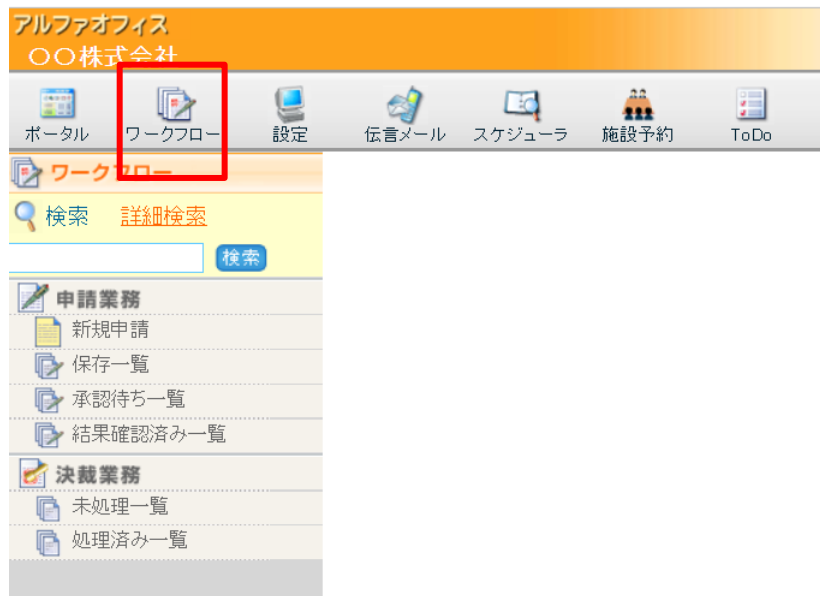 アルファオフィス
〇〇株式会社
ポータル ワークフロー 設定 伝言メール スケジューラ 施設予約 ToDo
ワークフロー
検索 詳細検索
検索
申請業務
新規申請
保存一覧
承認待ち一覧
結果確認済み一覧
決裁業務
未処理一覧
処理済み一覧